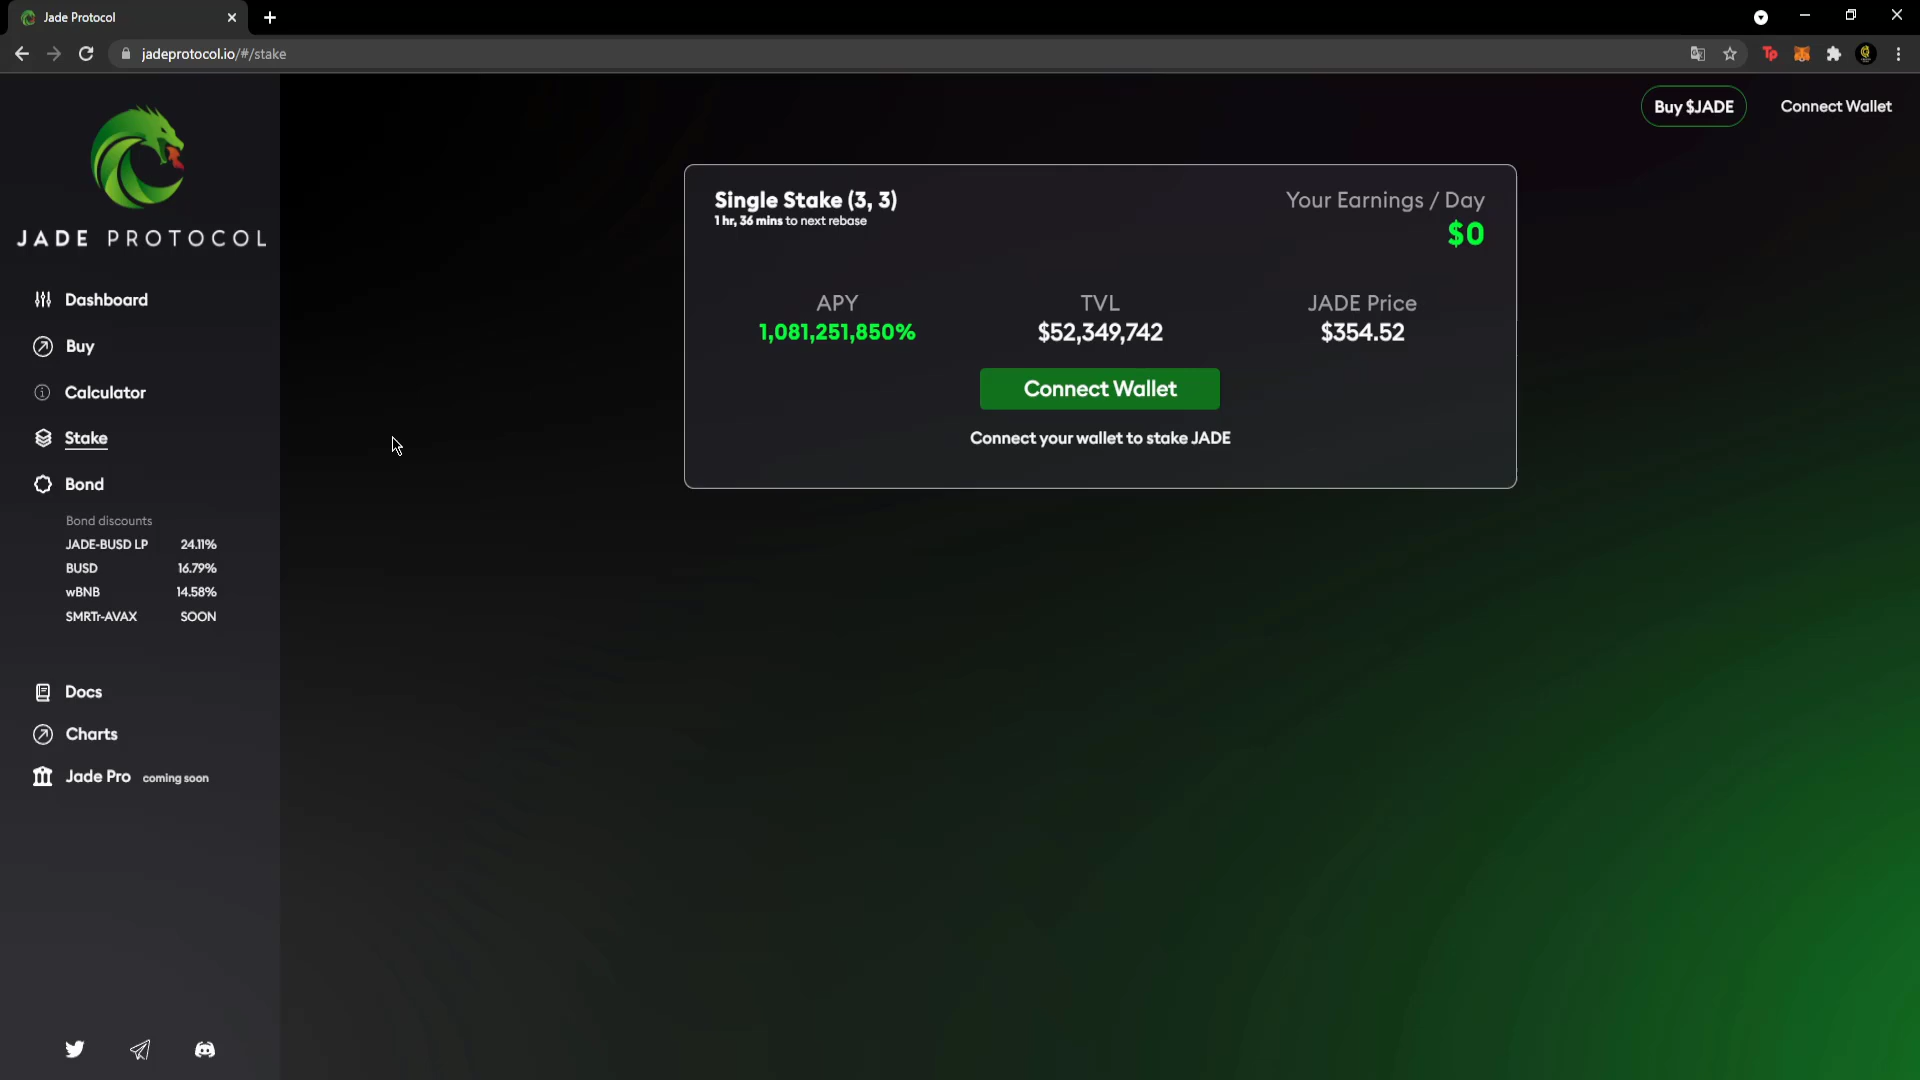 Jade Protocol
jadeprotocol.io/#/stake
Tp
Buy $JADE
Connect Wallet
JADE PROTOCOL
Dashboard
Buy
Calculator
Stake
Bond
Bond discounts
JADE-BUSD LP 24.11%
BUSD 16.79%
wBNB 14.58%
SMRTr-AVAX SOON
Docs
Charts
Jade Pro coming soon
Single Stake (3, 3)
1 hr, 36 mins to next rebase
Your Earnings / Day
$0
APY
1,081,251,850%
TVL
$52,349,742
JADE Price
$354.52
Connect Wallet
Connect your wallet to stake JADE